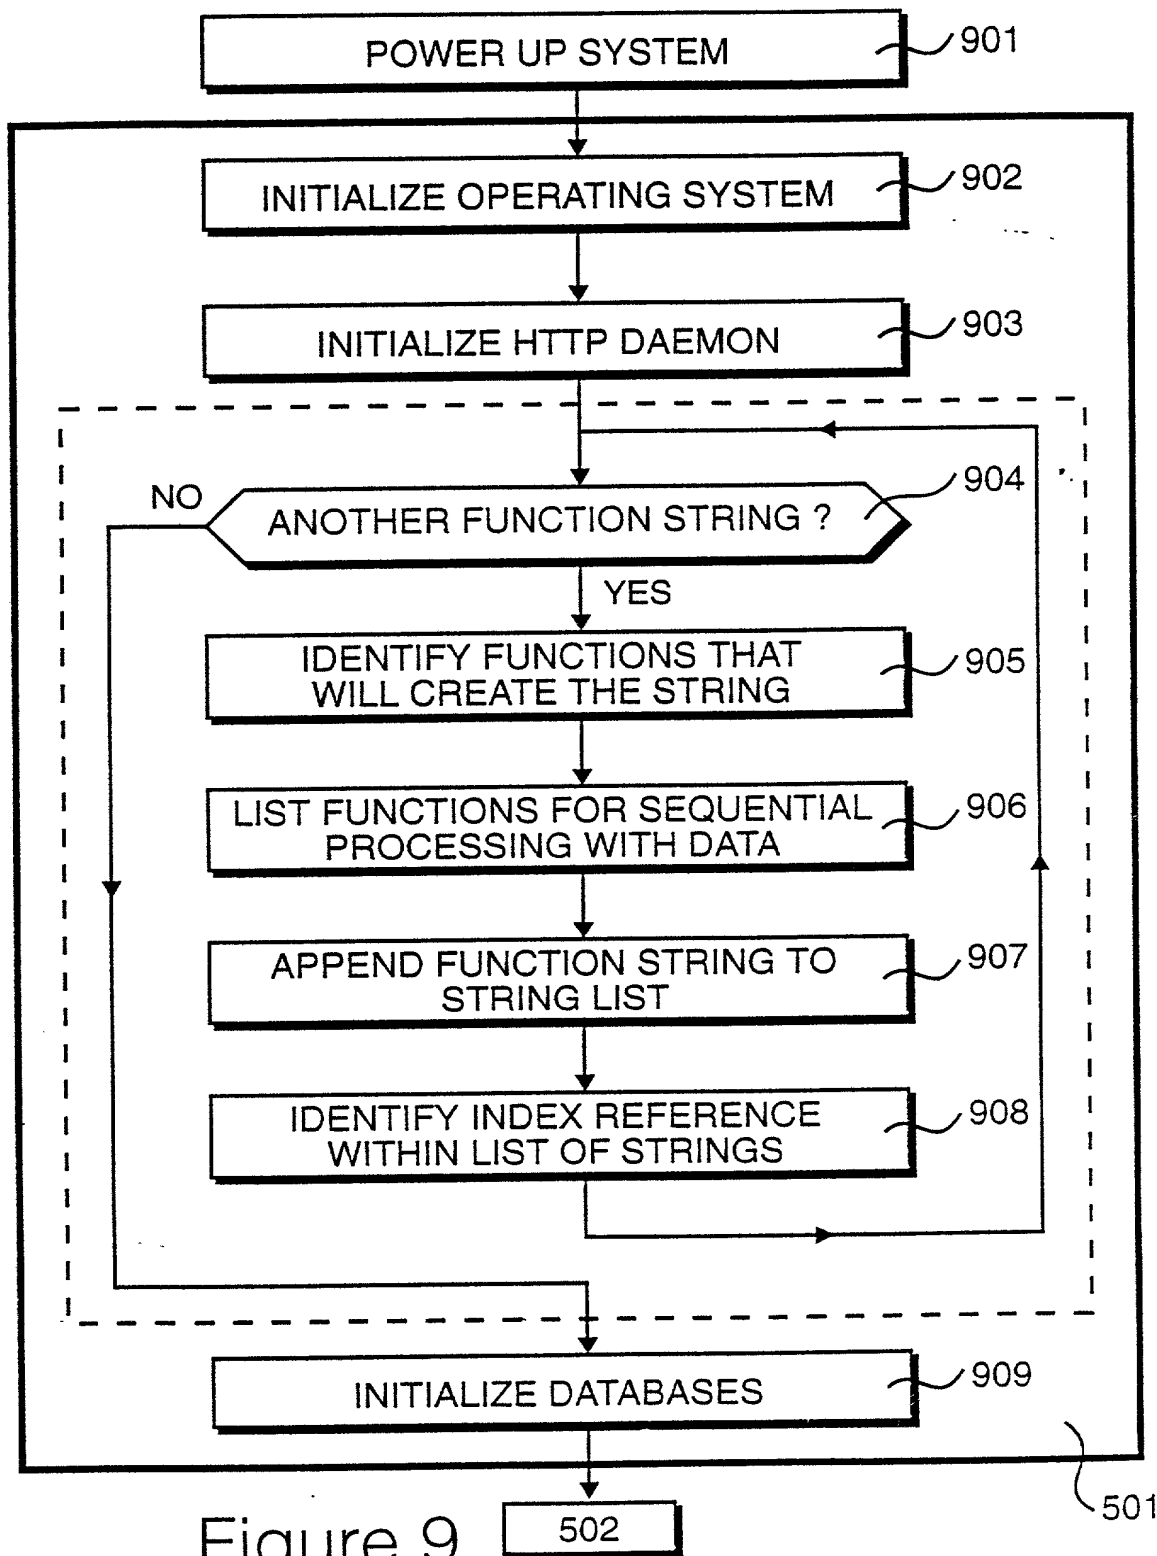 POWER UP SYSTEM
901
INITIALIZE OPERATING SYSTEM
902
INITIALIZE HTTP DAEMON
903
NO
ANOTHER FUNCTION STRING ?
904
YES
IDENTIFY FUNCTIONS THAT
WILL CREATE THE STRING
905
LIST FUNCTIONS FOR SEQUENTIAL
PROCESSING WITH DATA
906
APPEND FUNCTION STRING TO
STRING LIST
907
IDENTIFY INDEX REFERENCE
WITHIN LIST OF STRINGS
908
INITIALIZE DATABASES
909
501
Figure 9
502